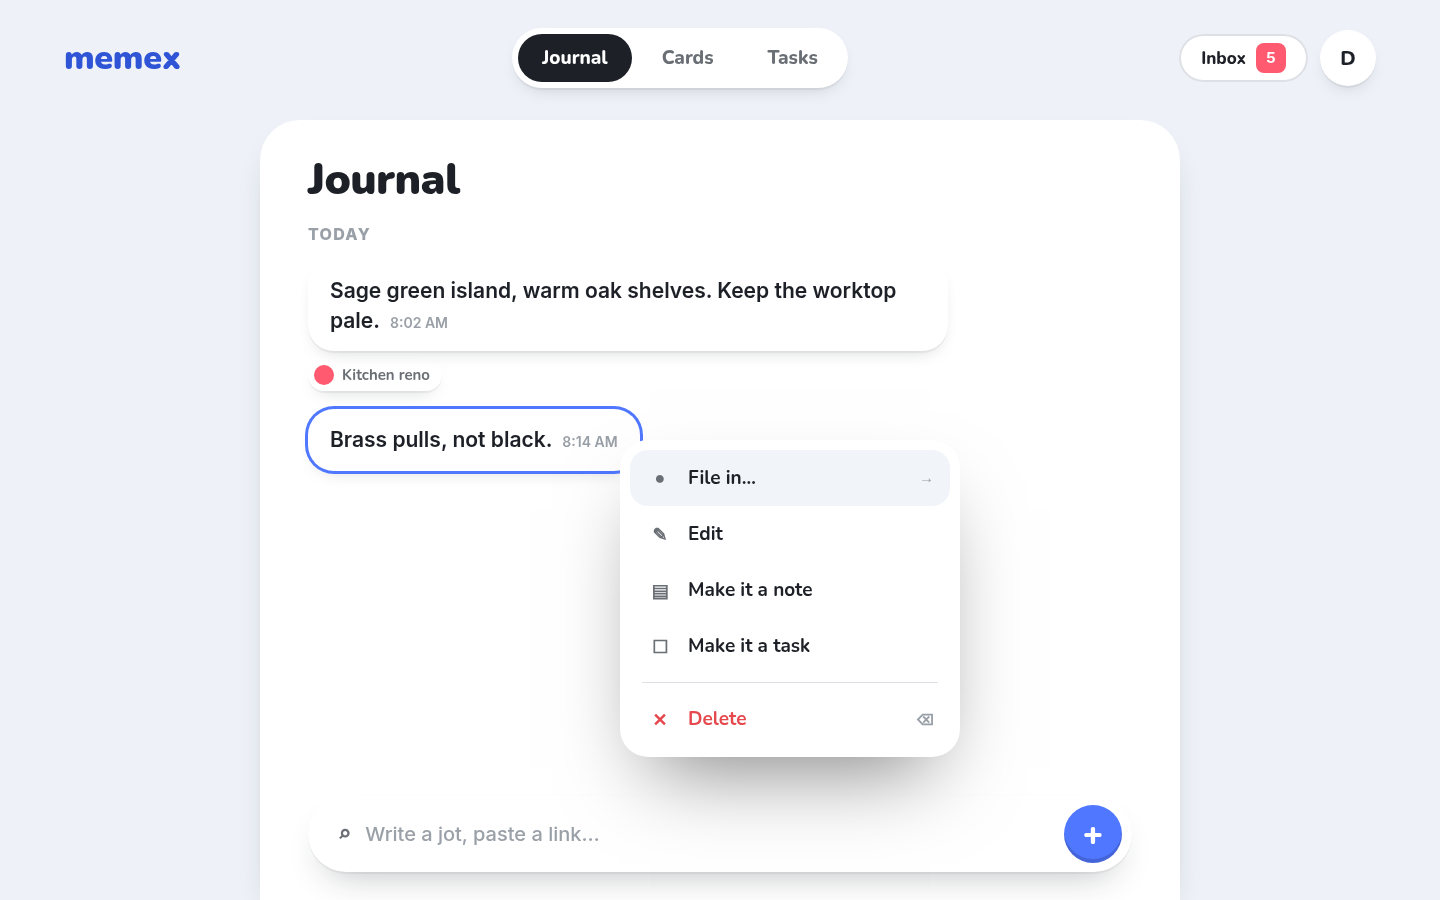 memex
Journal
Cards
Tasks
Inbox 5
D
Journal
TODAY
Sage green island, warm oak shelves. Keep the worktop
pale. 8:02 AM
Kitchen reno
Brass pulls, not black. 8:14 AM
File in... →
Edit
Make it a note
Make it a task
Delete
Write a jot, paste a link...